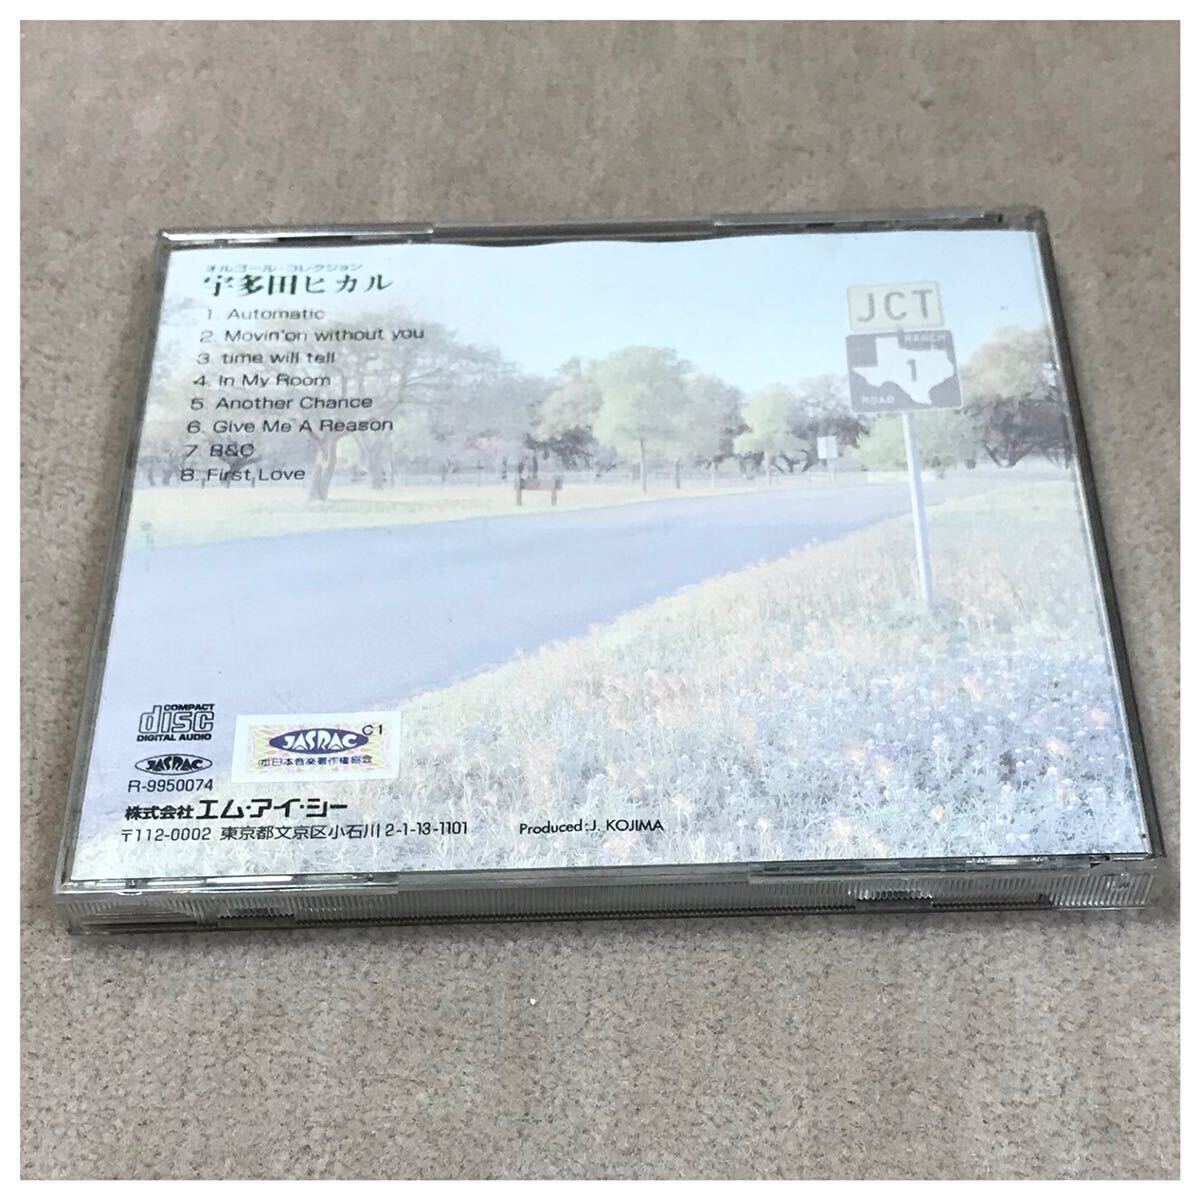 オルゴール・コレクション
宇多田ヒカル
1. Automatic
2. Movin'on without you
3. time will tell
4. In My Room
5. Another Chance
6. Give Me A Reason
7. B&C
8. First Love
JCT
RANCH
1
ROAD
COMPACT
disc
DIGITAL AUDIO
JASRAC
R-9950074
JASRAC C1
㈳日本音楽著作権協会
株式会社エム・アイ・シー
〒112-0002 東京都文京区小石川2-1-13-1101
Produced:J. KOJIMA